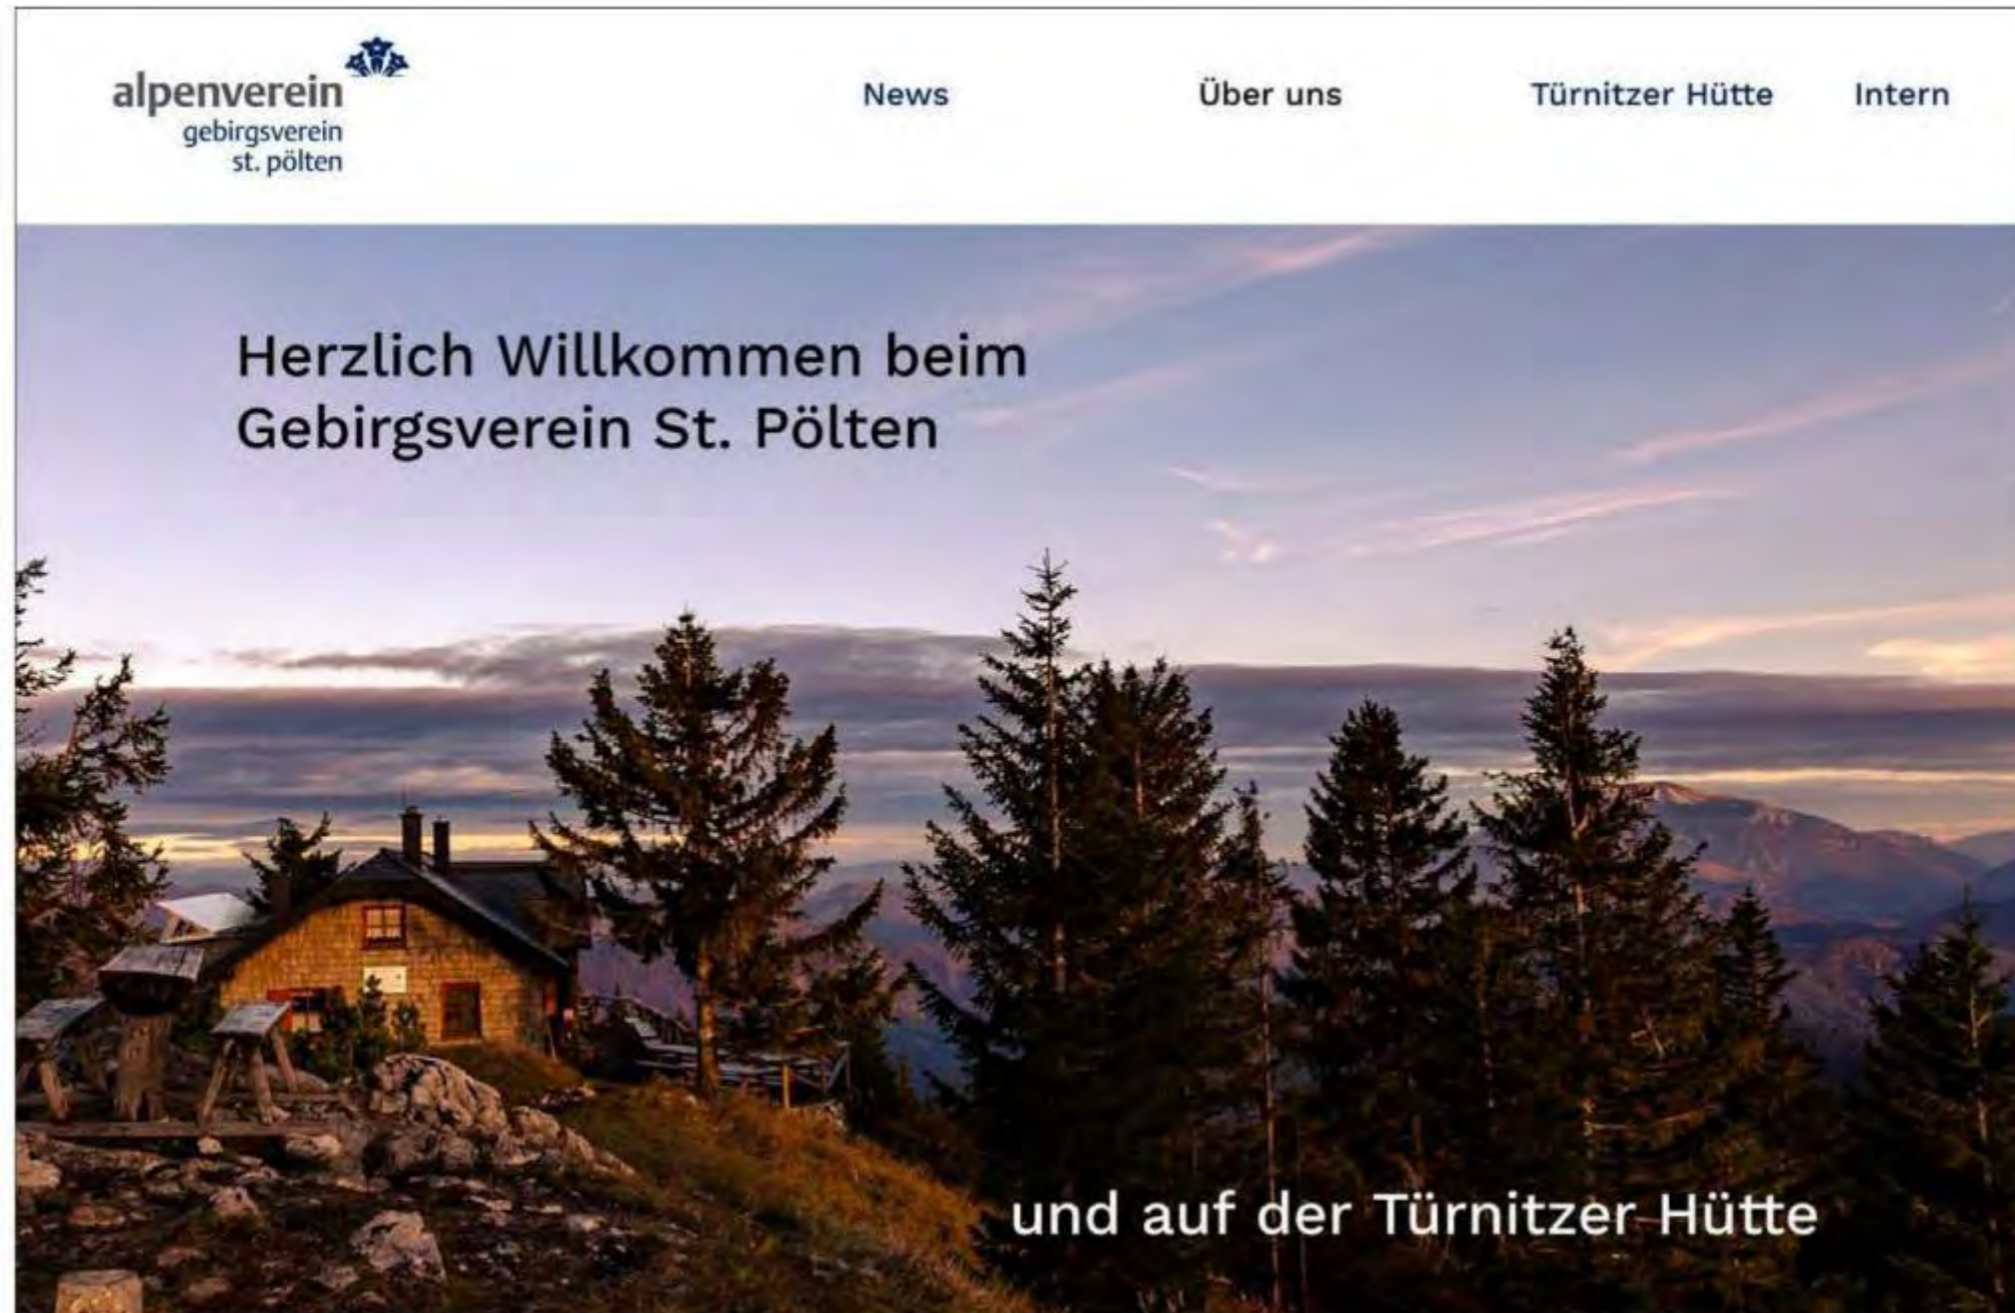 alpenverein
gebirgsverein
st. pölten
News
Über uns
Türnitzer Hütte
Intern
Herzlich Willkommen beim
Gebirgsverein St. Pölten
und auf der Türnitzer Hütte